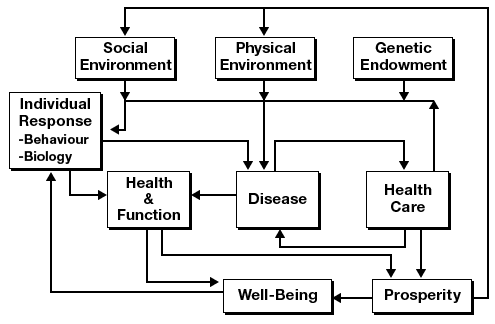 Social
Environment
Physical
Environment
Genetic
Endowment
Individual
Response
-Behaviour
-Biology
Health
&
Function
Disease
Health
Care
Well-Being
Prosperity